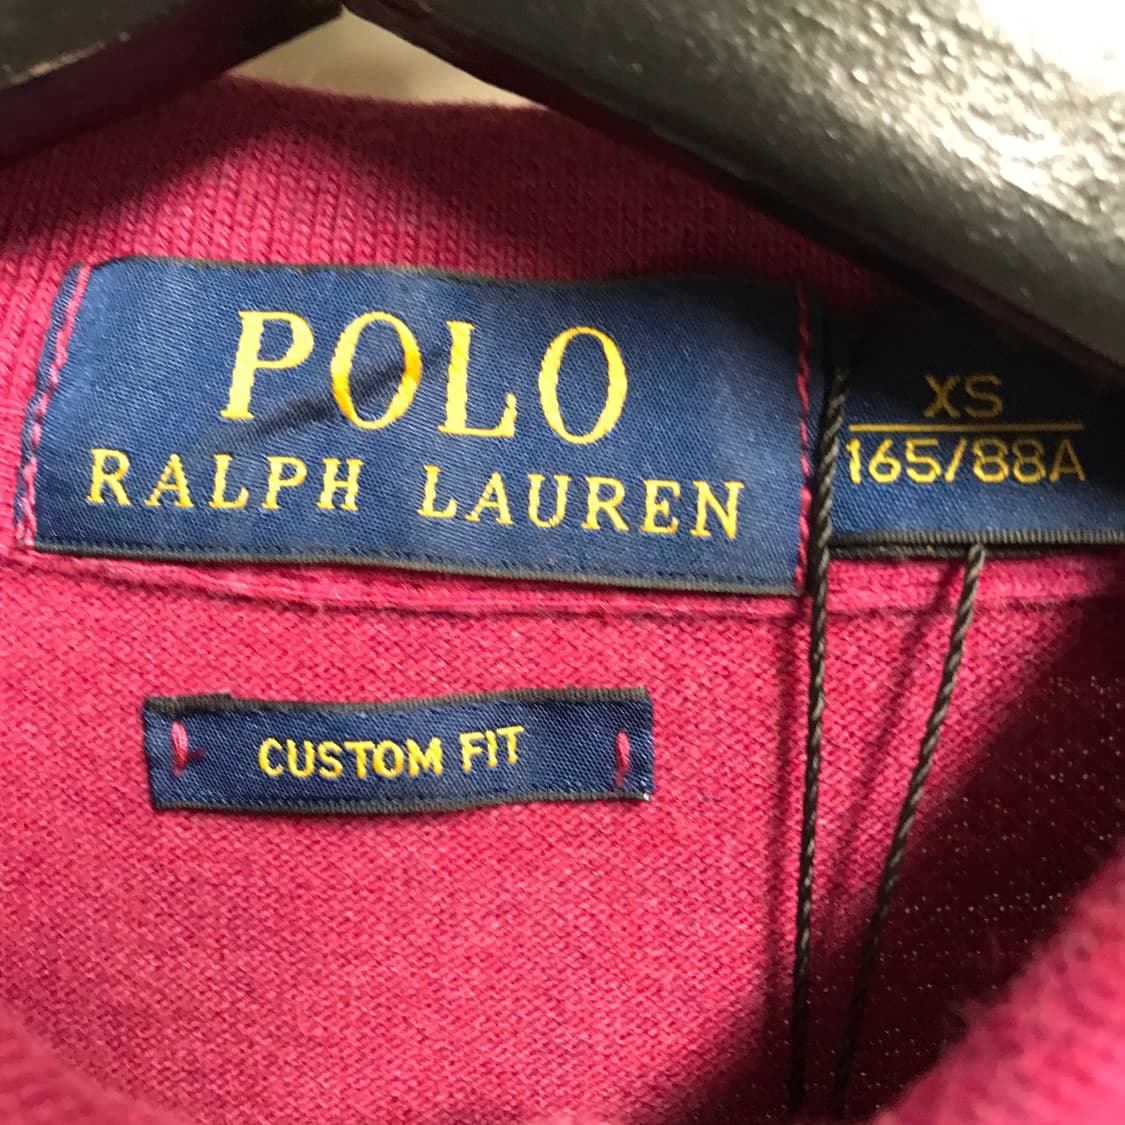 POLO
RALPH LAUREN
XS
165/88A
CUSTOM FIT